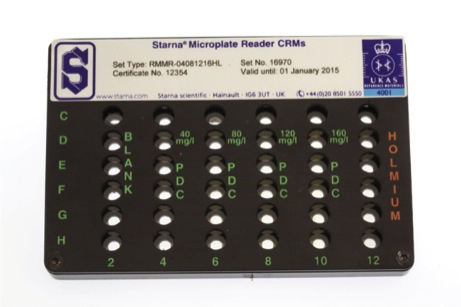 Starna® Microplate Reader CRMs
Set Type: RMMR-04081216HL Set No. 16970
Certificate No. 12354 Valid until: 01 January 2015
www.starna.com Starna scientific · Hainault · IG6 3UT · UK +44(0)20 8501 5550
S
UKAS
REFERENCE MATERIALS
4001
C
D
E
F
G
H
BLANK
40 mg/l
PDC
80 mg/l
PDC
120 mg/l
PDC
160 mg/l
PDC
HOLMIUM
2 4 6 8 10 12